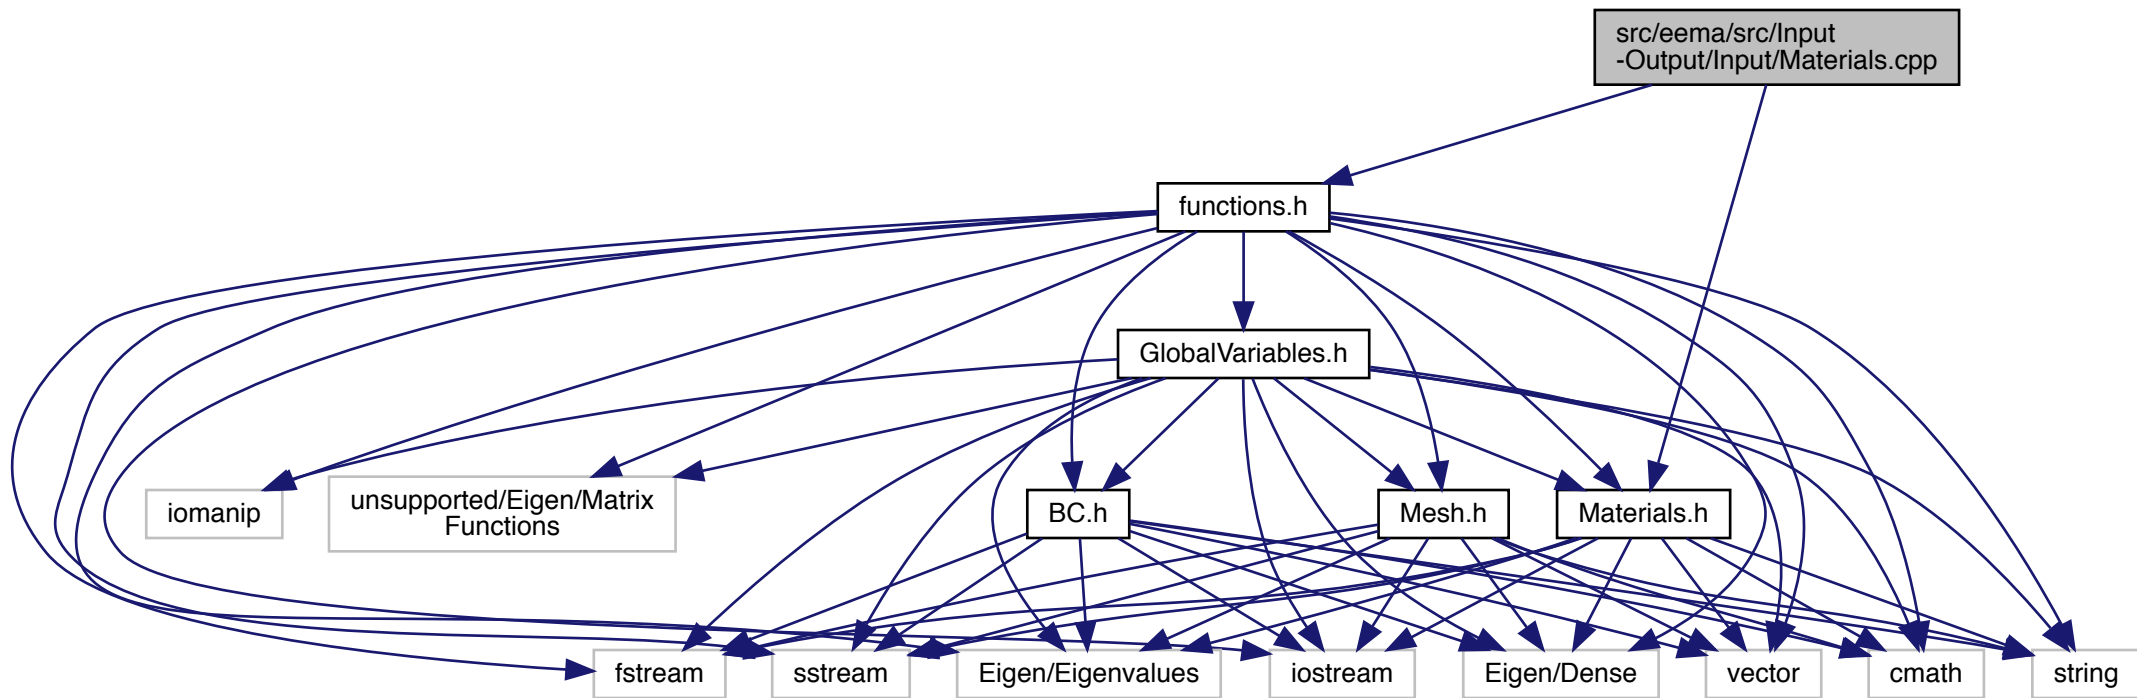 src/eema/src/Input
-Output/Input/Materials.cpp
functions.h
GlobalVariables.h
iomanip
unsupported/Eigen/Matrix
Functions
BC.h
Mesh.h
Materials.h
fstream
sstream
Eigen/Eigenvalues
iostream
Eigen/Dense
vector
cmath
string